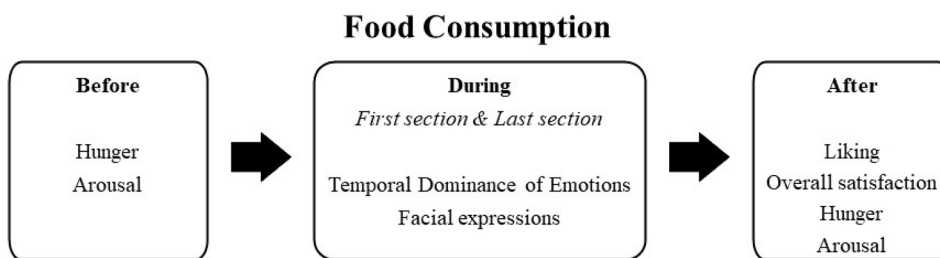 Food Consumption
Before
Hunger
Arousal
During
First section & Last section
Temporal Dominance of Emotions
Facial expressions
After
Liking
Overall satisfaction
Hunger
Arousal